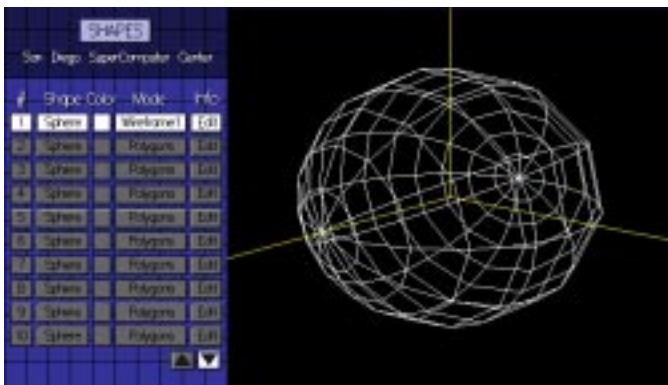 SHAPES
San Diego SuperComputer Center
# Shape Color Mode Info
1 Sphere Wireframe1 Edit
2 Sphere Polygons Edit
3 Sphere Polygons Edit
4 Sphere Polygons Edit
5 Sphere Polygons Edit
6 Sphere Polygons Edit
7 Sphere Polygons Edit
8 Sphere Polygons Edit
9 Sphere Polygons Edit
10 Sphere Polygons Edit